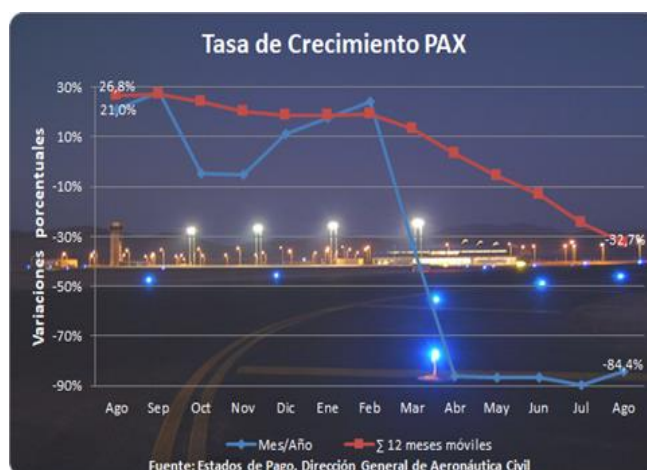 Tasa de Crecimiento PAX
Variaciones porcentuales
30%
10%
-10%
-30%
-50%
-70%
-90%
26,8%
21,0%
-32,7%
-84,4%
Ago Sep Oct Nov Dic Ene Feb Mar Abr May Jun Jul Ago
Mes/Año ∑ 12 meses móviles
Fuente: Estados de Pago, Dirección General de Aeronáutica Civil